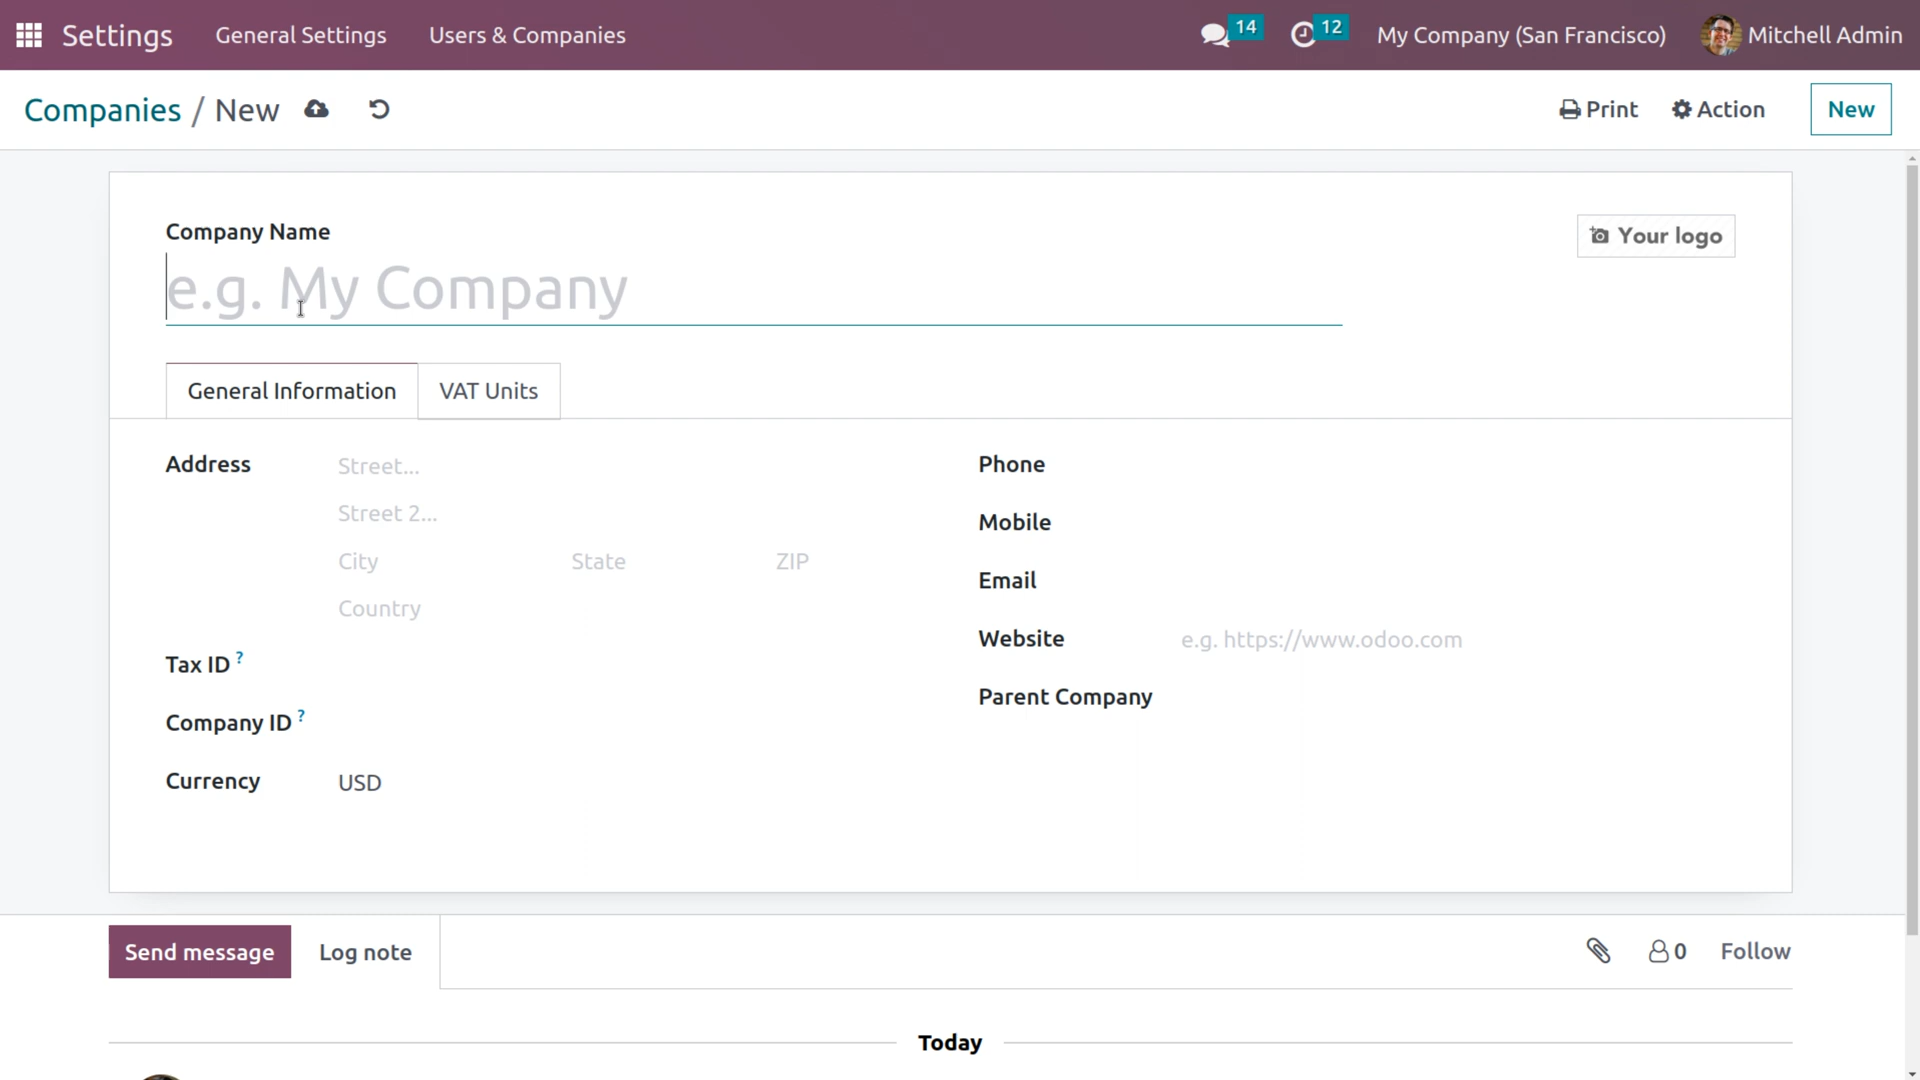 Settings General Settings Users & Companies 14 12 My Company (San Francisco) Mitchell Admin
Companies / New Print Action New
Company Name
Your logo
e.g. My Company
General Information VAT Units
Address Street... Phone
Street 2...
Mobile
City State ZIP
Email
Country
Website e.g. https://www.odoo.com
Tax ID ?
Parent Company
Company ID ?
Currency USD
Send message Log note 0 Follow
Today